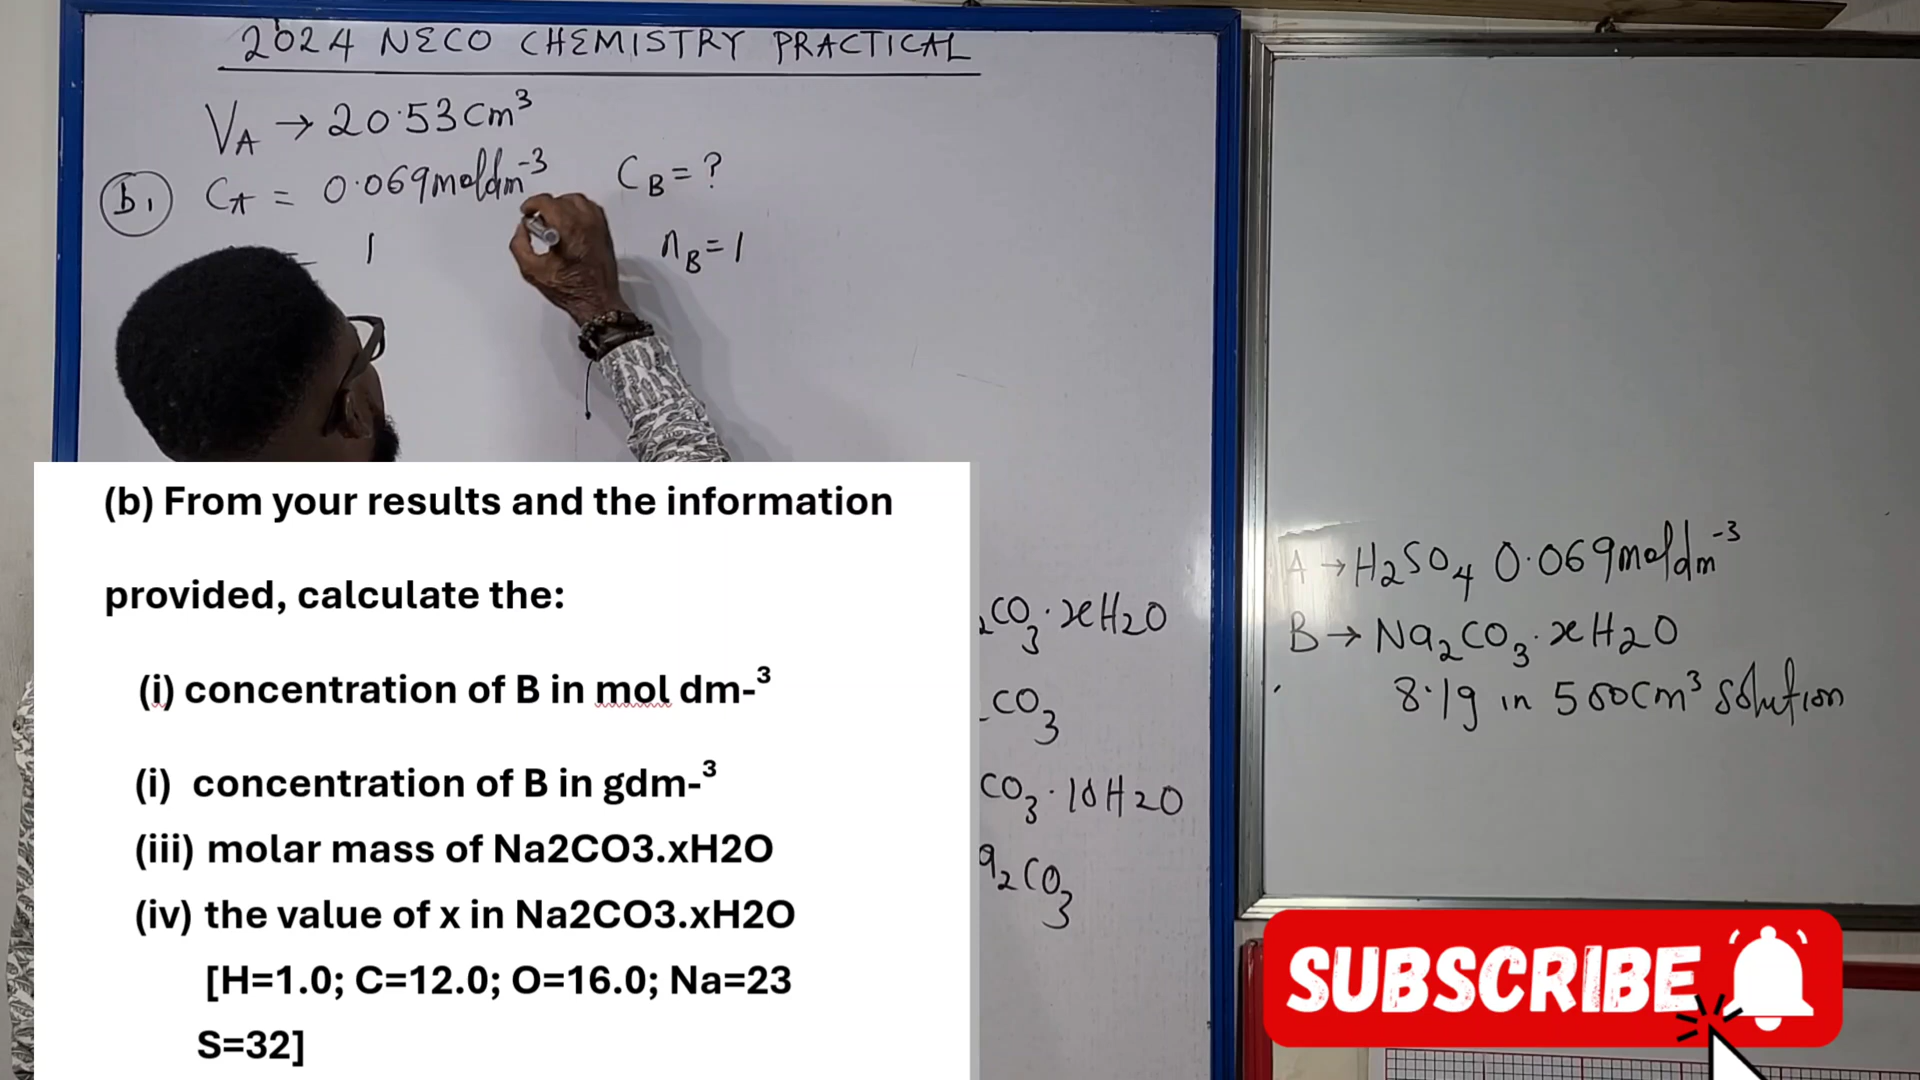 2024 NECO CHEMISTRY PRACTICAL
VA → 20.53cm³
b1 CA = 0.069moldm⁻³ CB = ?
= 1 nB = 1
(b) From your results and the information
provided, calculate the:
(i) concentration of B in mol dm-³
(i) concentration of B in gdm-³
(iii) molar mass of Na2CO3.xH2O
(iv) the value of x in Na2CO3.xH2O
[H=1.0; C=12.0; O=16.0; Na=23
S=32]
₂CO₃·xH₂O
CO₃
CO₃·10H₂O
a₂CO₃
A → H₂SO₄ 0.069moldm⁻³
B → Na₂CO₃·xH₂O
8.1g in 500cm³ solution
SUBSCRIBE